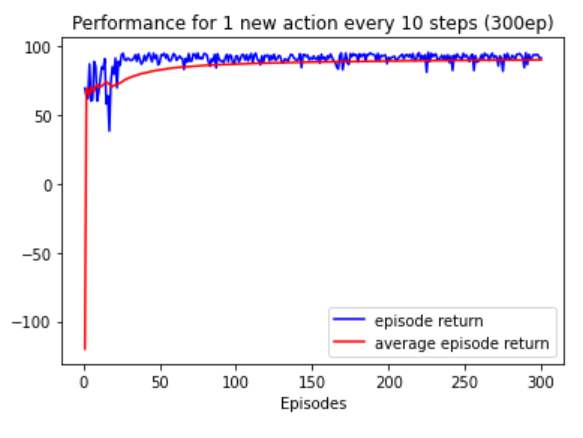 Performance for 1 new action every 10 steps (300ep)
100
50
0
−50
−100
episode return
average episode return
0 50 100 150 200 250 300
Episodes